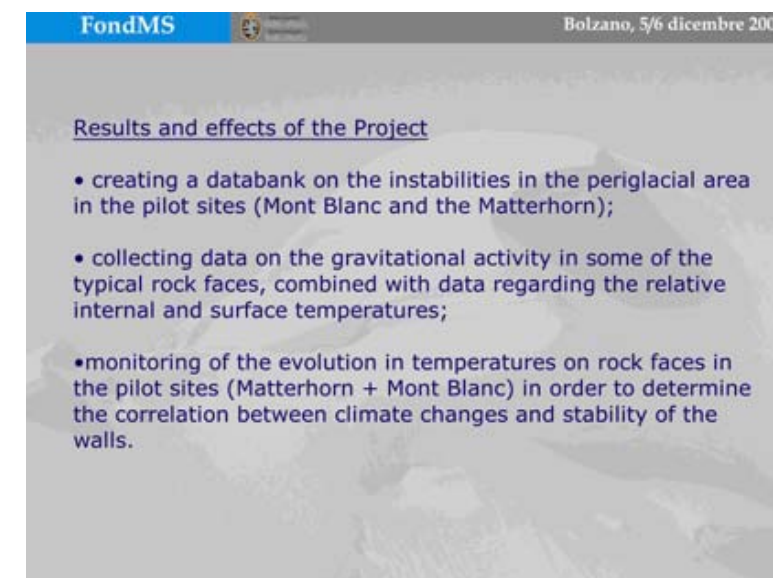 FondMS
Bolzano, 5/6 dicembre 200
Results and effects of the Project
• creating a databank on the instabilities in the periglacial area
in the pilot sites (Mont Blanc and the Matterhorn);
• collecting data on the gravitational activity in some of the
typical rock faces, combined with data regarding the relative
internal and surface temperatures;
•monitoring of the evolution in temperatures on rock faces in
the pilot sites (Matterhorn + Mont Blanc) in order to determine
the correlation between climate changes and stability of the
walls.